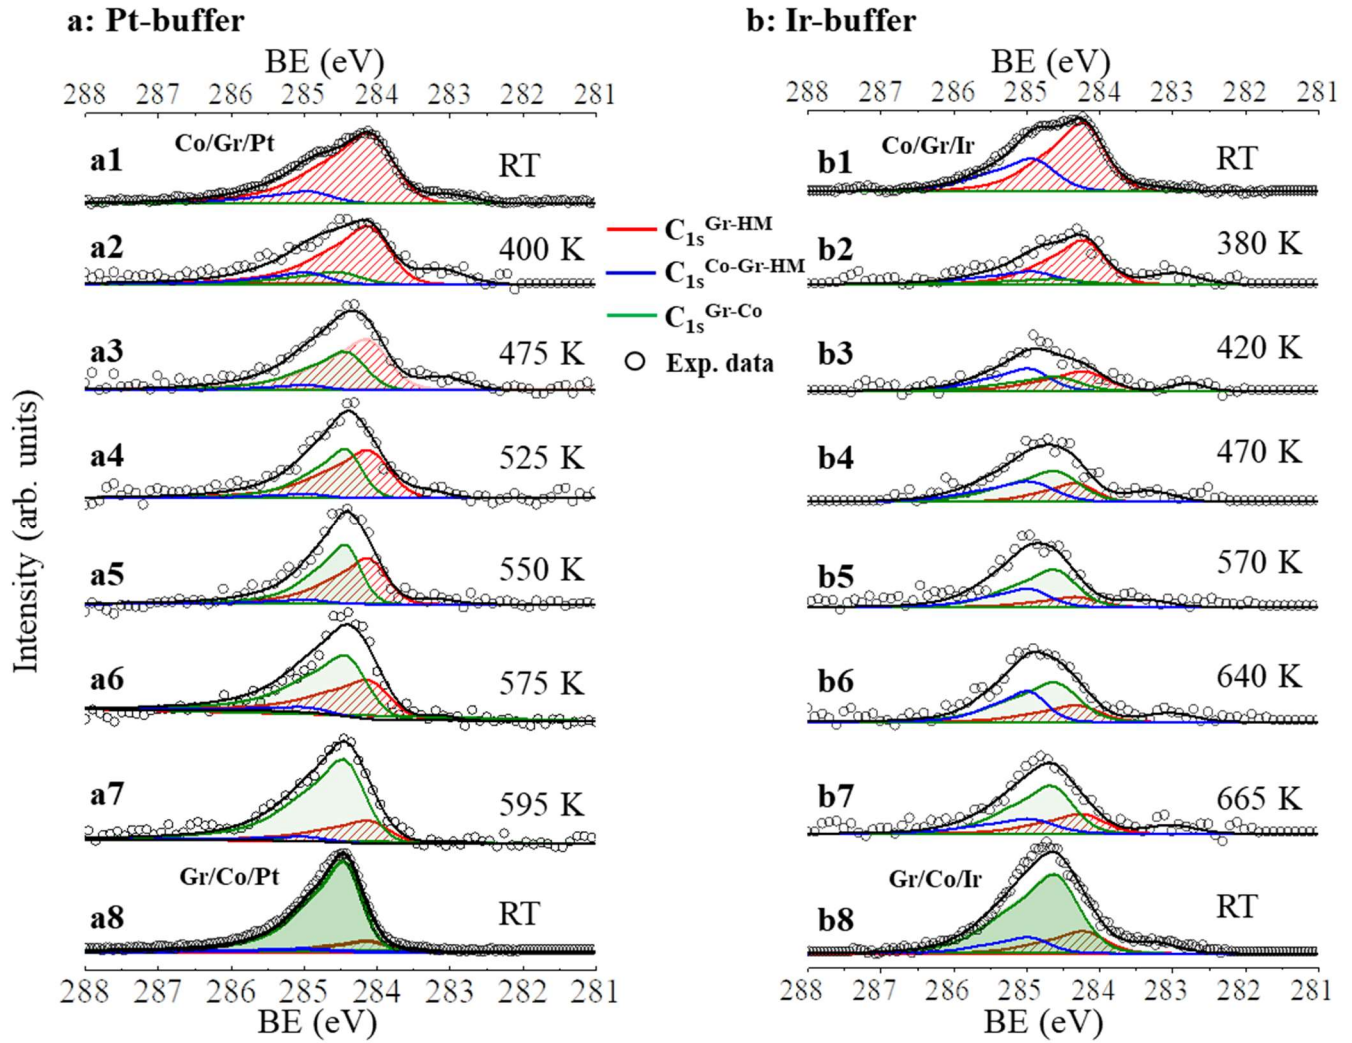 a: Pt-buffer
BE (eV)
288 287 286 285 284 283 282 281
a1 Co/Gr/Pt RT
a2 400 K
a3 475 K
a4 525 K
a5 550 K
a6 575 K
a7 595 K
a8 Gr/Co/Pt RT
288 287 286 285 284 283 282 281
BE (eV)
Intensity (arb. units)
C1s Gr-HM
C1s Co-Gr-HM
C1s Gr-Co
Exp. data
b: Ir-buffer
BE (eV)
288 287 286 285 284 283 282 281
b1 Co/Gr/Ir RT
b2 380 K
b3 420 K
b4 470 K
b5 570 K
b6 640 K
b7 665 K
b8 Gr/Co/Ir RT
288 287 286 285 284 283 282 281
BE (eV)